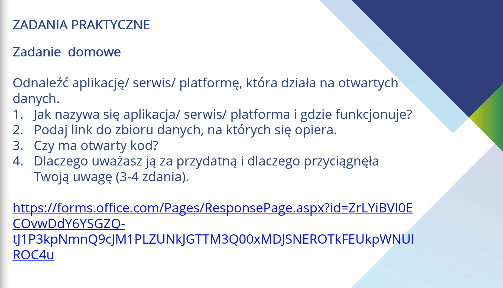 ZADANIA PRAKTYCZNE
Zadanie domowe
Odnaleźć aplikację/ serwis/ platformę, która działa na otwartych
danych.
1. Jak nazywa się aplikacja/ serwis/ platforma i gdzie funkcjonuje?
2. Podaj link do zbioru danych, na których się opiera.
3. Czy ma otwarty kod?
4. Dlaczego uważasz ją za przydatną i dlaczego przyciągnęła
Twoją uwagę (3-4 zdania).
https://forms.office.com/Pages/ResponsePage.aspx?id=ZrLYiBVl0E
COvwDdY6YSGZQ-
tJ1P3kpNmnQ9cJM1PLZUNkJGTTM3Q00xMDJSNEROTkFEUkpWNUl
ROC4u